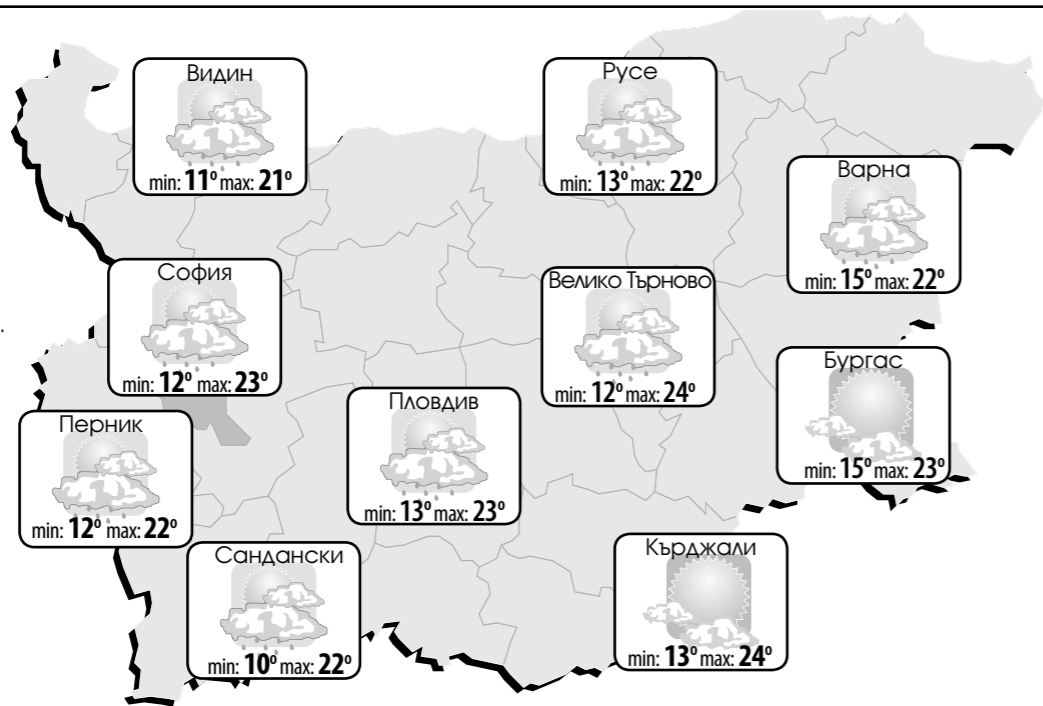 Видин
min: 11° max: 21°
Русе
min: 13° max: 22°
Варна
min: 15° max: 22°
София
min: 12° max: 23°
Велико Търново
min: 12° max: 24°
Бургас
min: 15° max: 23°
Пловдив
min: 13° max: 23°
Перник
min: 12° max: 22°
Сандански
min: 10° max: 22°
Кърджали
min: 13° max: 24°